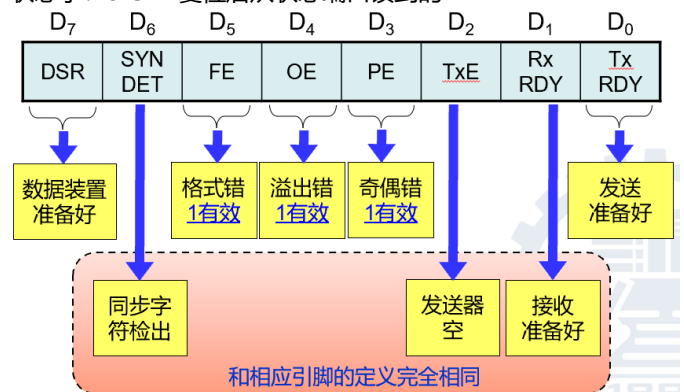 D7 D6 D5 D4 D3 D2 D1 D0
DSR
SYN
DET
FE
OE
PE
TxE
Rx
RDY
Tx
RDY
数据装置
准备好
格式错
1有效
溢出错
1有效
奇偶错
1有效
发送
准备好
同步字
符检出
发送器
空
接收
准备好
和相应引脚的定义完全相同